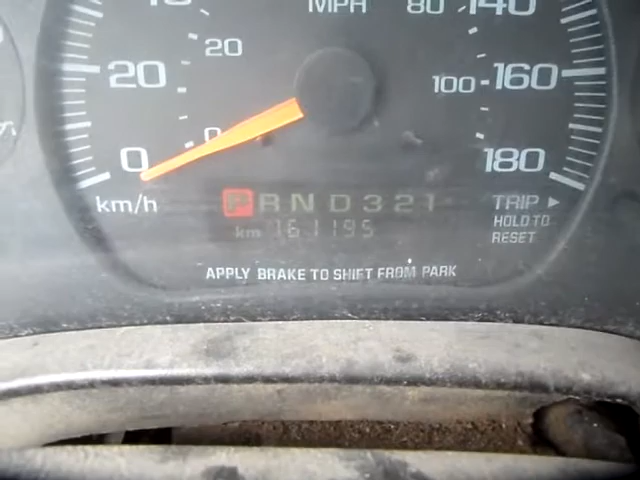 MPH 80 140
20
20 100 160
0
0 180
km/h PRND321 TRIP ▶
km 161195 HOLD TO
RESET
APPLY BRAKE TO SHIFT FROM PARK